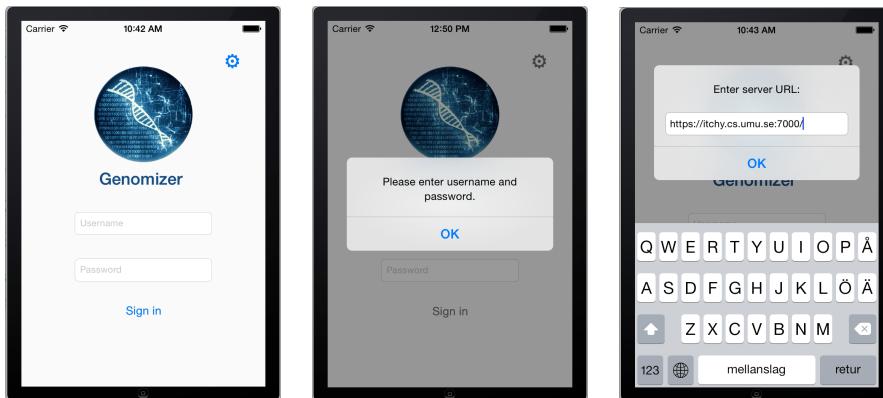 Carrier 10:42 AM
Genomizer
Username
Password
Sign in
Carrier 12:50 PM
Please enter username and
password.
OK
Password
Sign in
Carrier 10:43 AM
Enter server URL:
https://itchy.cs.umu.se:7000/
OK
Genomizer
Username
Q W E R T Y U I O P Å
A S D F G H J K L Ö Ä
Z X C V B N M
123 mellanslag retur